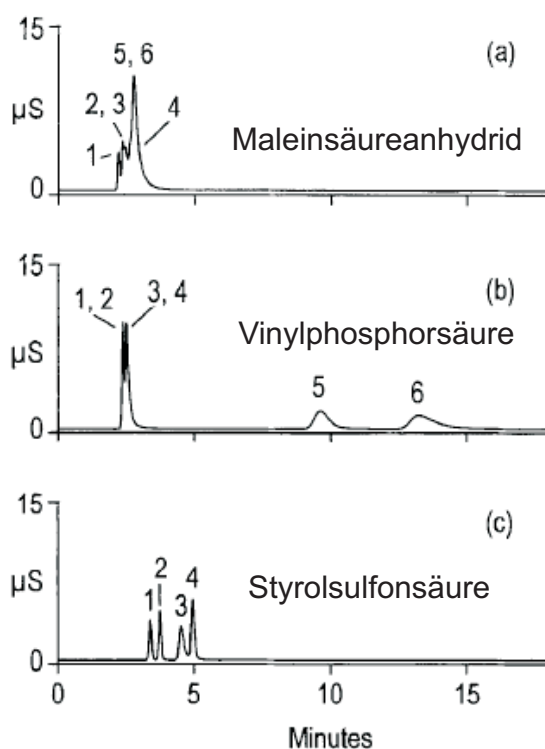 15
(a)
5, 6
2, 3
4
µS
1
Maleinsäureanhydrid
0
15
(b)
1, 2
3, 4
µS
Vinylphosphorsäure
5
6
0
15
(c)
µS
2
1
3
4
Styrolsulfonsäure
0
0
5
10
15
Minutes